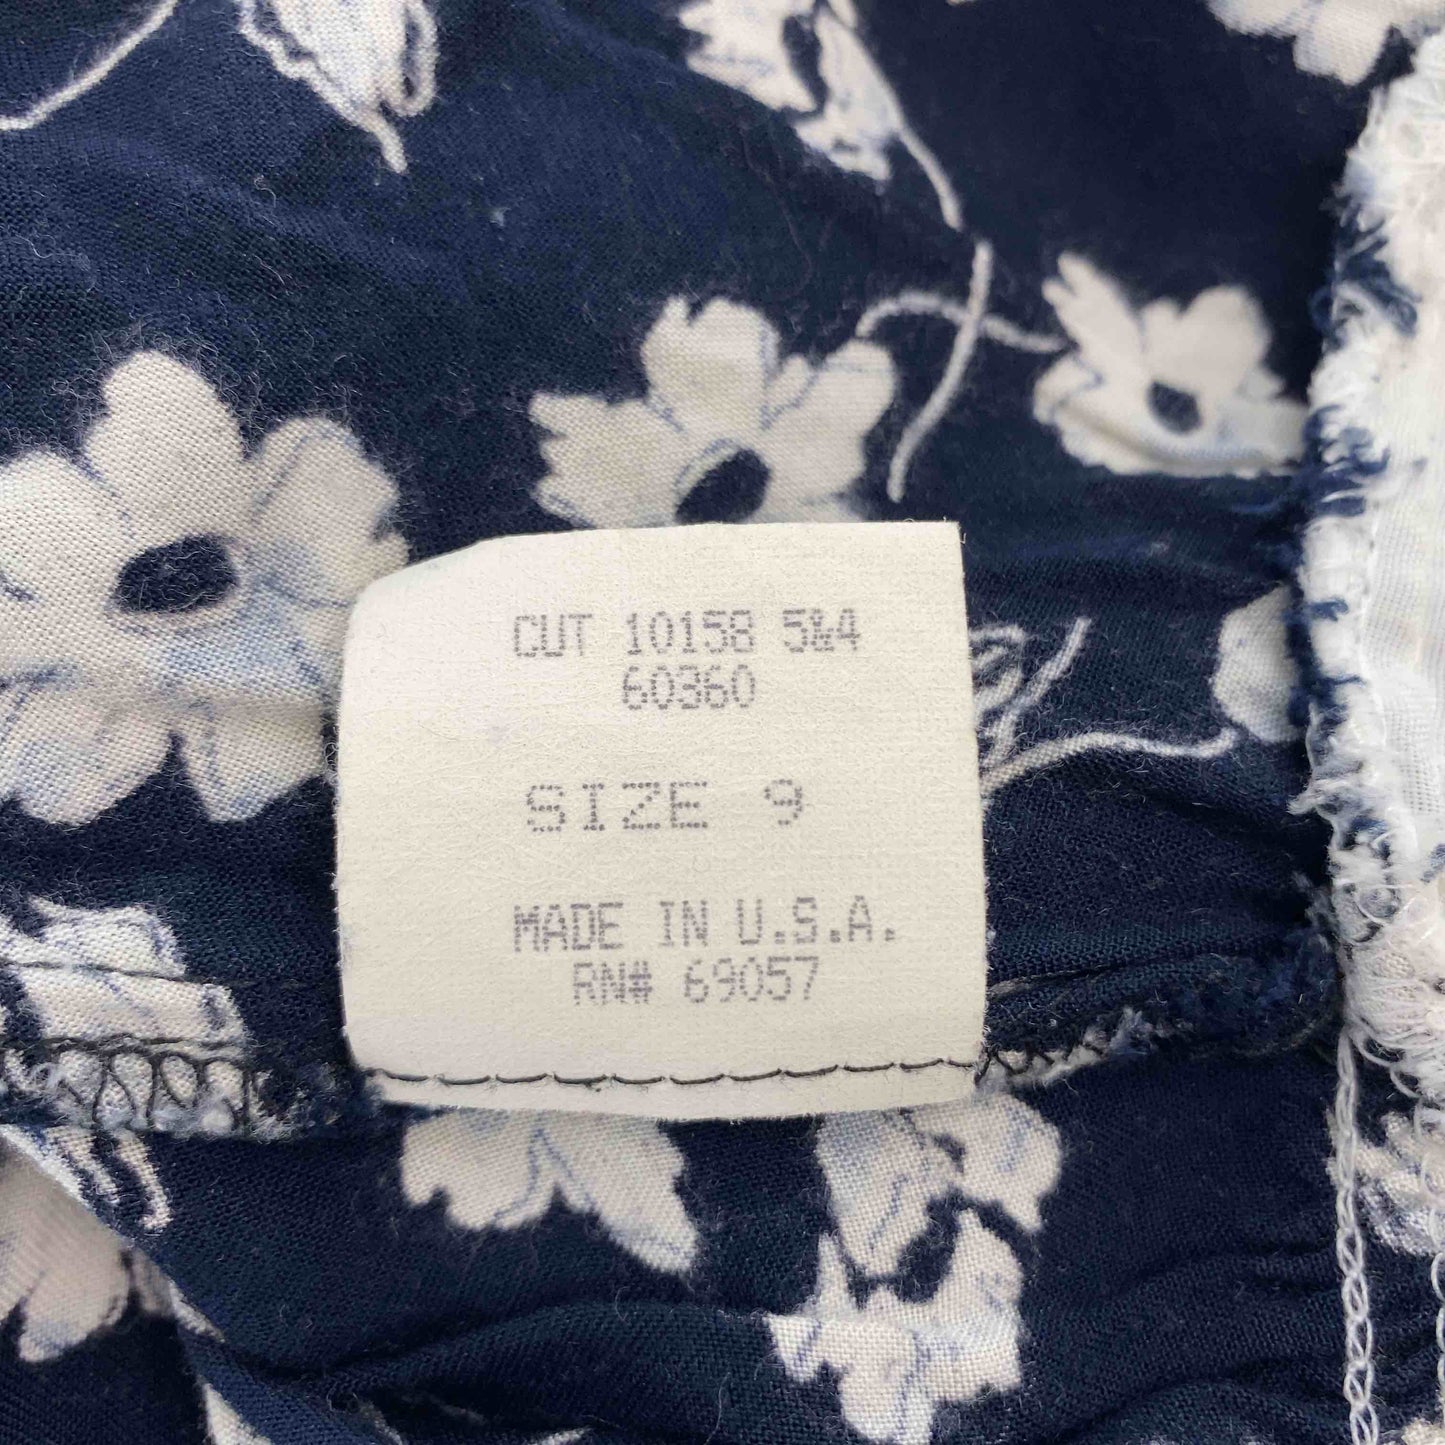 CUT 10158 5&4
60360
SIZE 9
MADE IN U.S.A.
RN# 69057